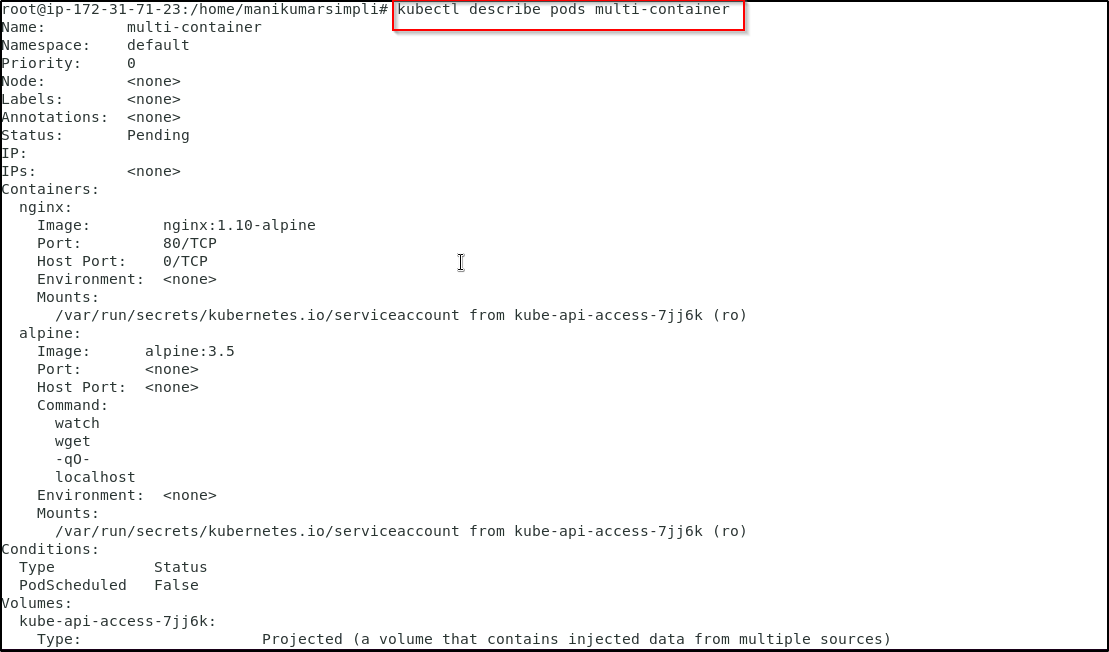 root@ip-172-31-71-23:/home/manikumarsimpli# kubectl describe pods multi-container
Name:         multi-container
Namespace:    default
Priority:     0
Node:         <none>
Labels:       <none>
Annotations:  <none>
Status:       Pending
IP:
IPs:          <none>
Containers:
  nginx:
    Image:        nginx:1.10-alpine
    Port:         80/TCP
    Host Port:    0/TCP
    Environment:  <none>
    Mounts:
      /var/run/secrets/kubernetes.io/serviceaccount from kube-api-access-7jj6k (ro)
  alpine:
    Image:      alpine:3.5
    Port:       <none>
    Host Port:  <none>
    Command:
      watch
      wget
      -qO-
      localhost
    Environment:  <none>
    Mounts:
      /var/run/secrets/kubernetes.io/serviceaccount from kube-api-access-7jj6k (ro)
Conditions:
  Type           Status
  PodScheduled   False
Volumes:
  kube-api-access-7jj6k:
    Type:                    Projected (a volume that contains injected data from multiple sources)